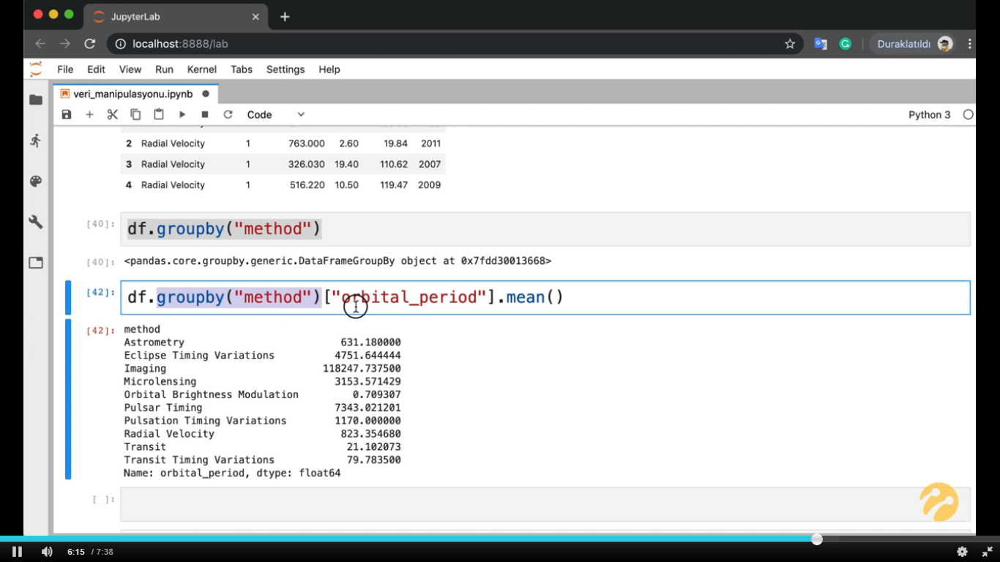 JupyterLab
localhost:8888/lab
Duraklatıldı
File Edit View Run Kernel Tabs Settings Help
veri_manipulasyonu.ipynb
Code
Python 3
2 Radial Velocity 1 763.000 2.60 19.84 2011
3 Radial Velocity 1 326.030 19.40 110.62 2007
4 Radial Velocity 1 516.220 10.50 119.47 2009
[40]: df.groupby("method")
[40]: <pandas.core.groupby.generic.DataFrameGroupBy object at 0x7fdd30013668>
[42]: df.groupby("method")["orbital_period"].mean()
[42]: method
Astrometry 631.180000
Eclipse Timing Variations 4751.644444
Imaging 118247.737500
Microlensing 3153.571429
Orbital Brightness Modulation 0.709307
Pulsar Timing 7343.021201
Pulsation Timing Variations 1170.000000
Radial Velocity 823.354680
Transit 21.102073
Transit Timing Variations 79.783500
Name: orbital_period, dtype: float64
[ ]:
6:15 / 7:38